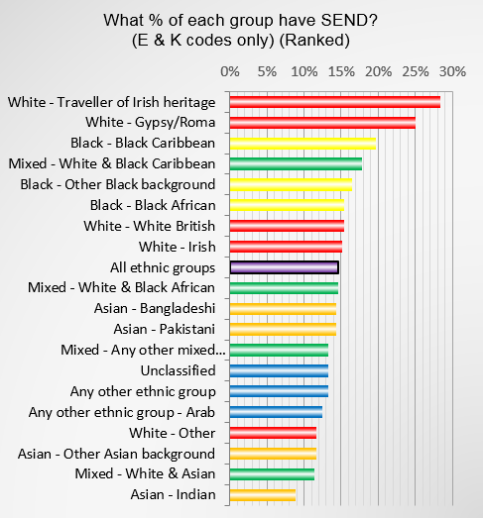 What % of each group have SEND?
(E & K codes only) (Ranked)
0% 5% 10% 15% 20% 25% 30%
White - Traveller of Irish heritage
White - Gypsy/Roma
Black - Black Caribbean
Mixed - White & Black Caribbean
Black - Other Black background
Black - Black African
White - White British
White - Irish
All ethnic groups
Mixed - White & Black African
Asian - Bangladeshi
Asian - Pakistani
Mixed - Any other mixed...
Unclassified
Any other ethnic group
Any other ethnic group - Arab
White - Other
Asian - Other Asian background
Mixed - White & Asian
Asian - Indian